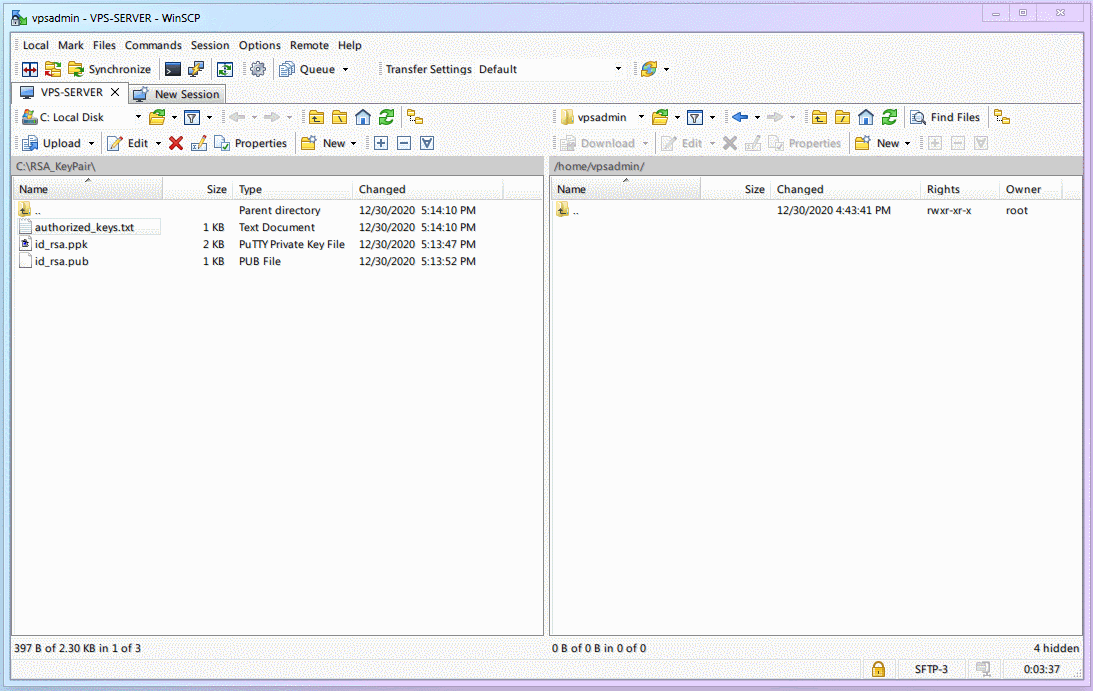 vpsadmin - VPS-SERVER - WinSCP
Local Mark Files Commands Session Options Remote Help
Synchronize Queue Transfer Settings Default
VPS-SERVER New Session
C: Local Disk vpsadmin Find Files
Upload Edit Properties New Download Edit Properties New
C:\RSA_KeyPair\ /home/vpsadmin/
Name Size Type Changed Name Size Changed Rights Owner
.. Parent directory 12/30/2020 5:14:10 PM .. 12/30/2020 4:43:41 PM rwxr-xr-x root
authorized_keys.txt 1 KB Text Document 12/30/2020 5:14:10 PM
id_rsa.ppk 2 KB PuTTY Private Key File 12/30/2020 5:13:47 PM
id_rsa.pub 1 KB PUB File 12/30/2020 5:13:52 PM
397 B of 2.30 KB in 1 of 3 0 B of 0 B in 0 of 0 4 hidden
SFTP-3 0:03:37